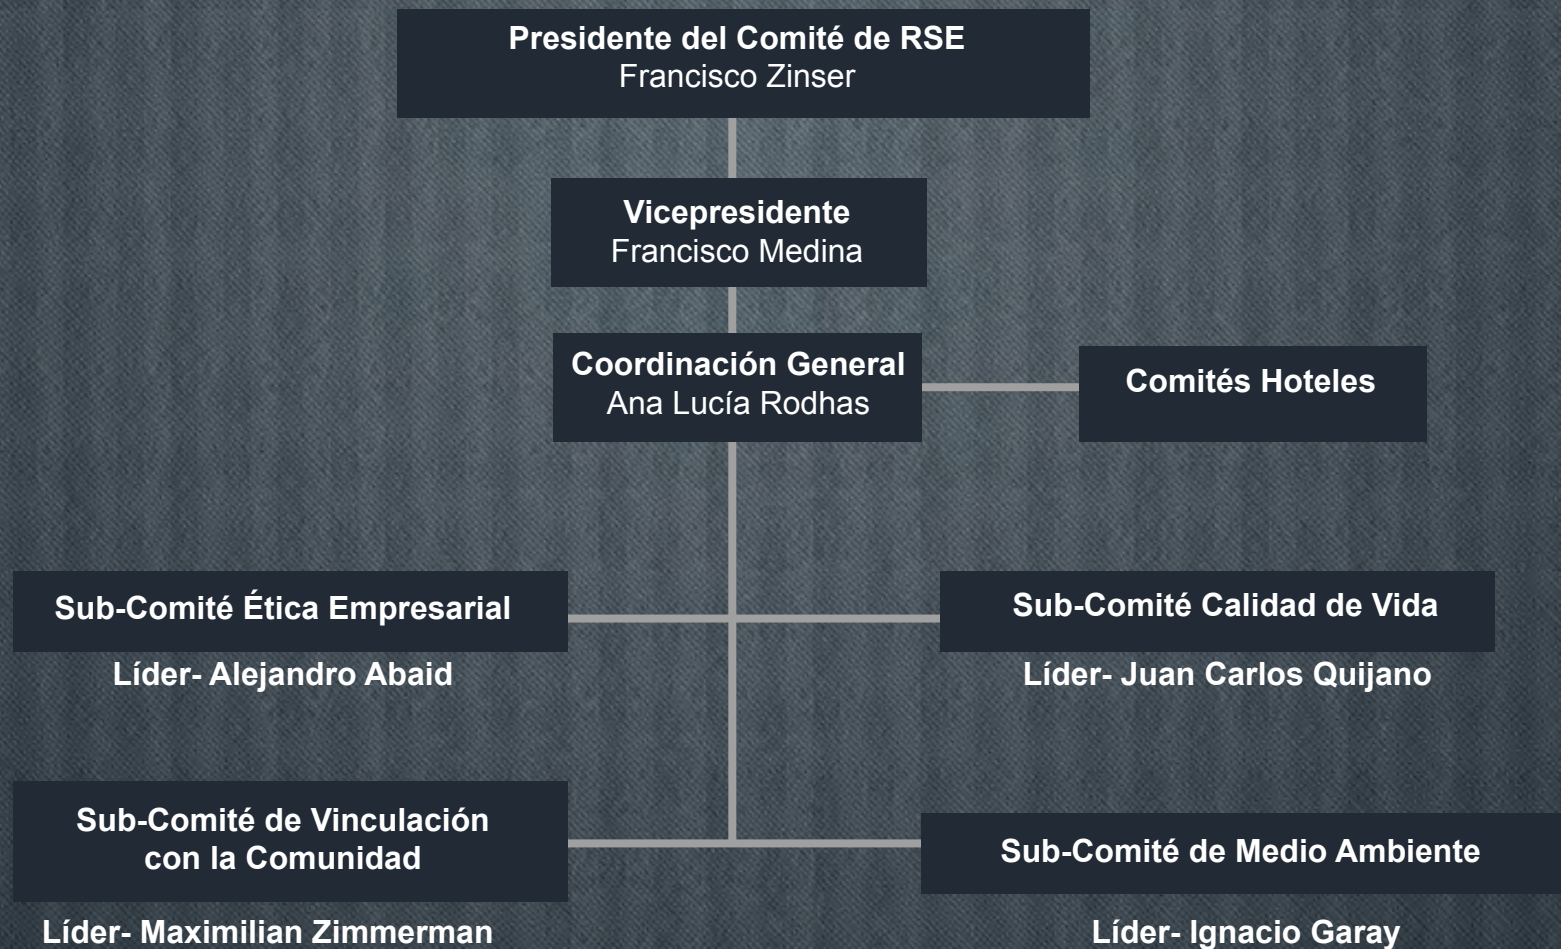 Presidente del Comité de RSE
Francisco Zinser
Vicepresidente
Francisco Medina
Coordinación General
Ana Lucía Rodhas
Comités Hoteles
Sub-Comité Ética Empresarial
Líder- Alejandro Abaid
Sub-Comité Calidad de Vida
Líder- Juan Carlos Quijano
Sub-Comité de Vinculación
con la Comunidad
Líder- Maximilian Zimmerman
Sub-Comité de Medio Ambiente
Líder- Ignacio Garay